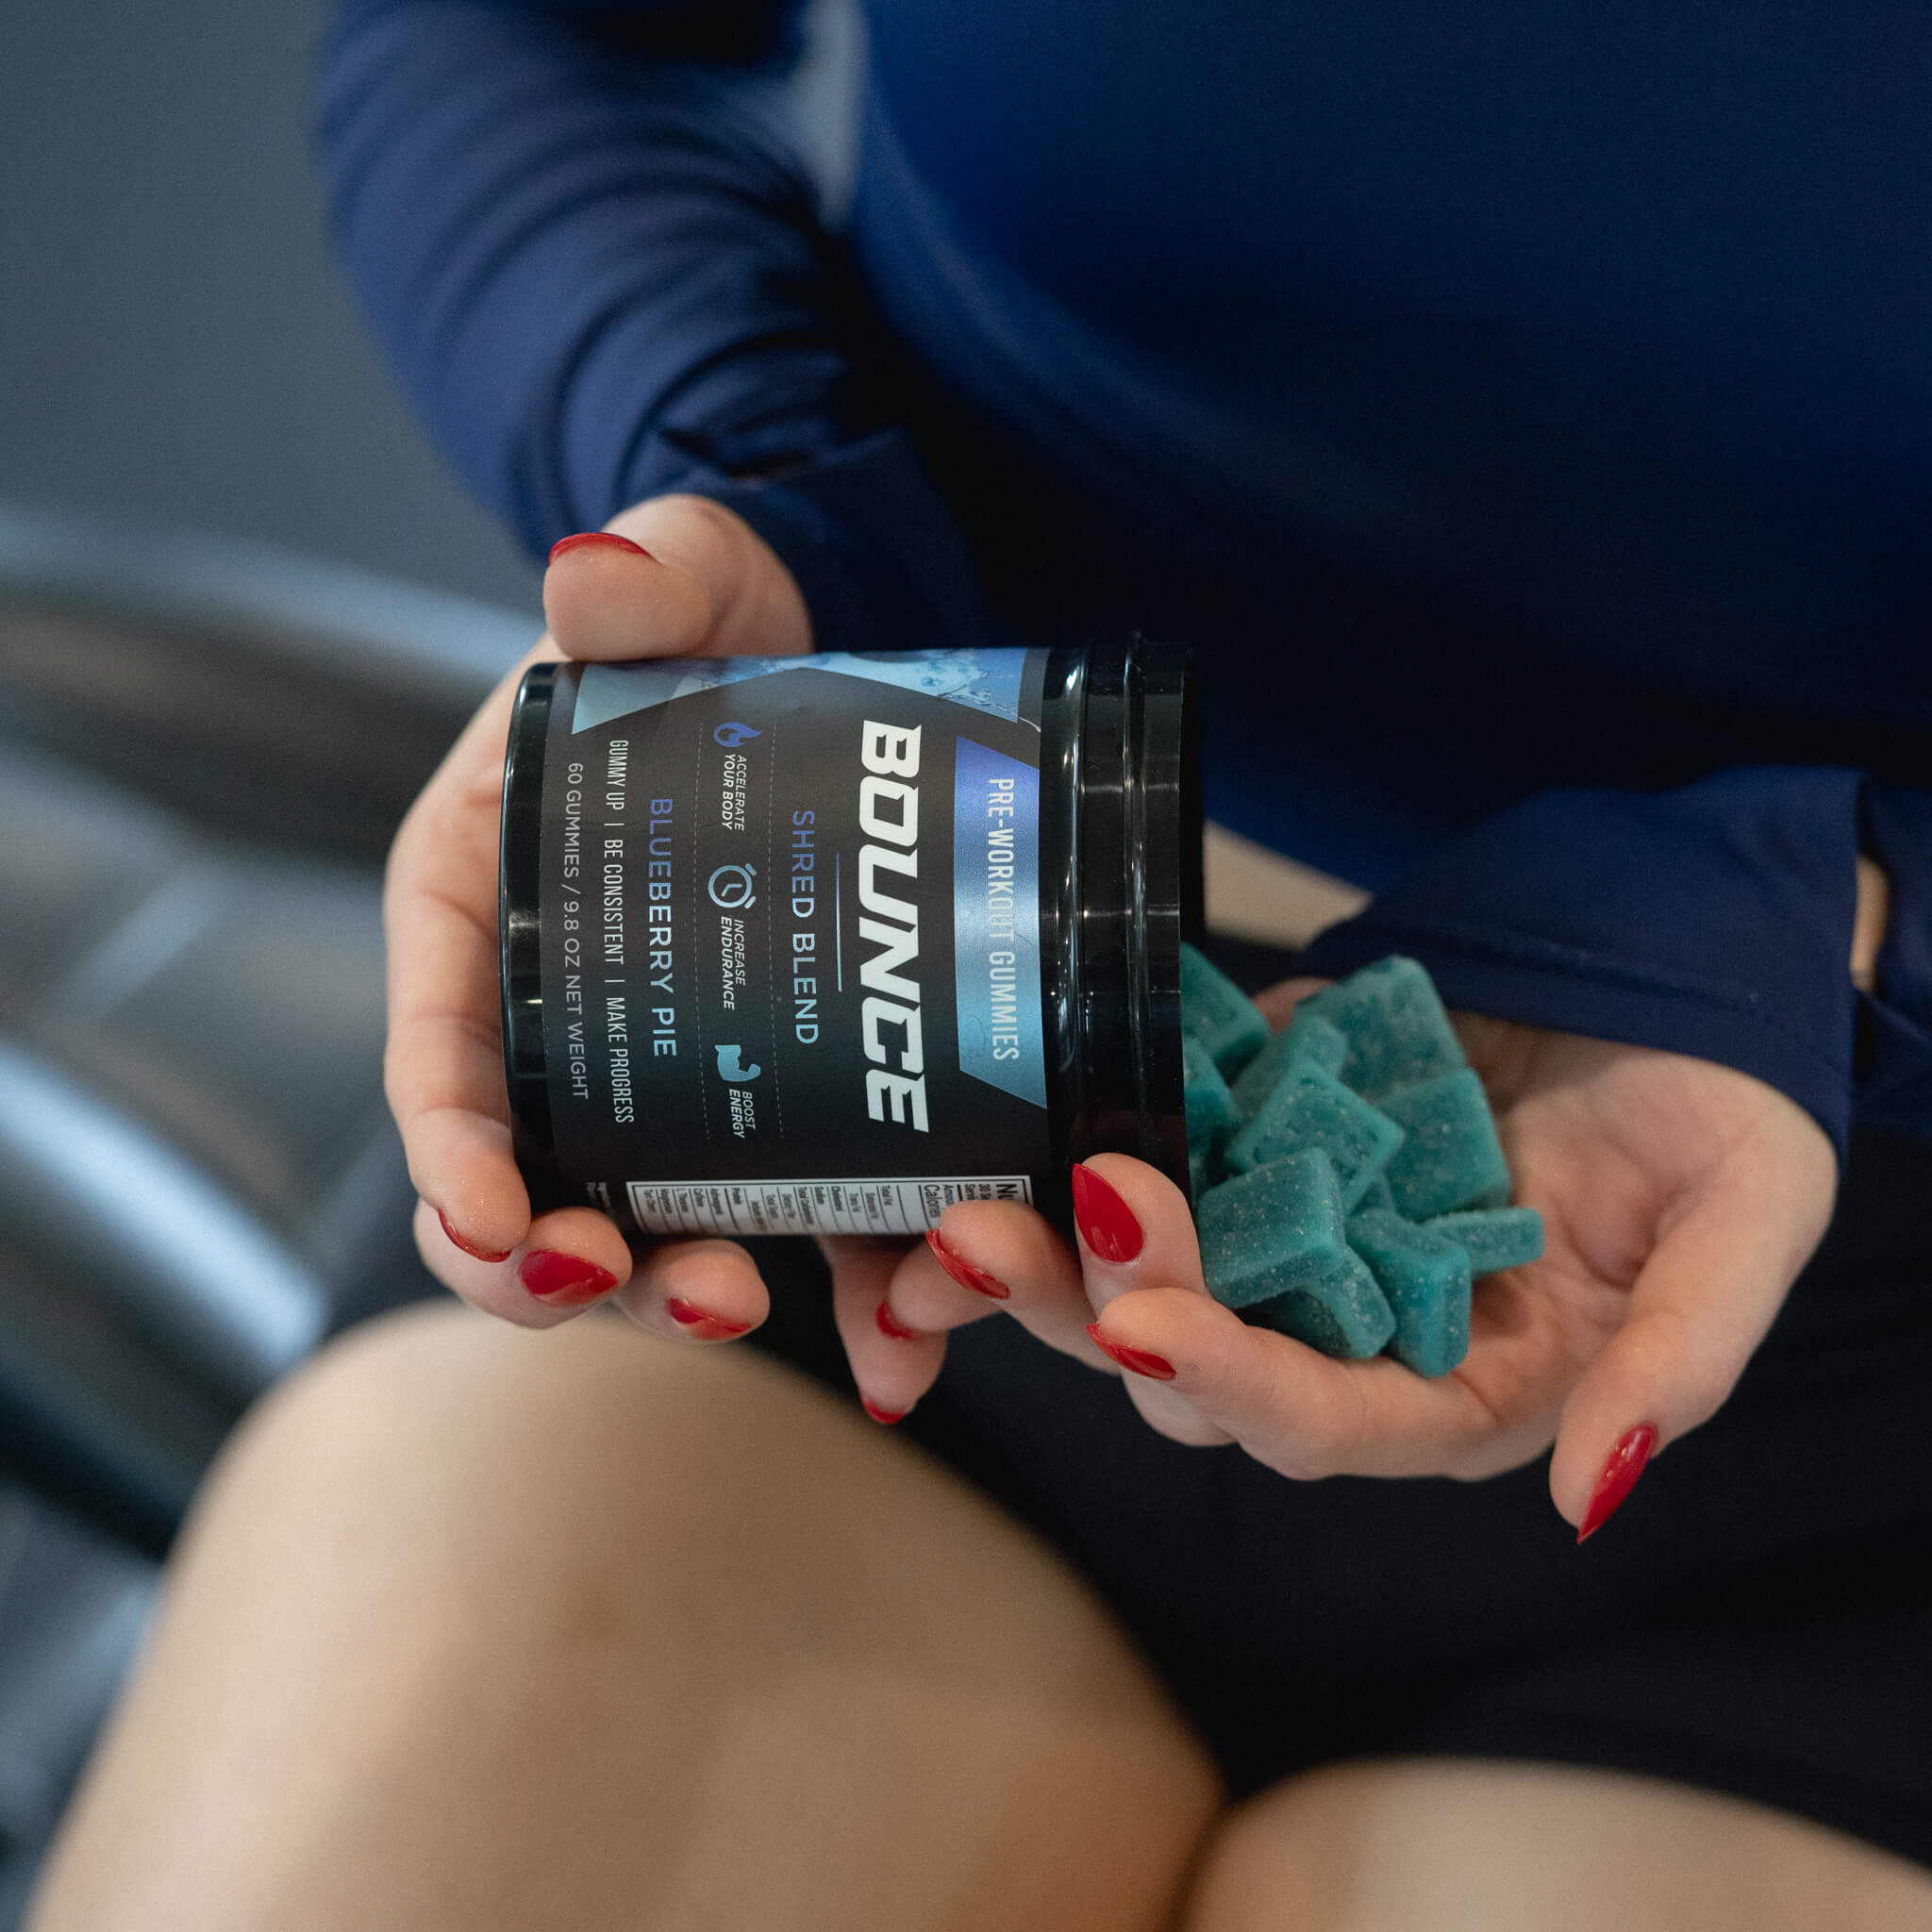 PRE-WORKOUT GUMMIES
BOUNCE
SHRED BLEND
ACCELERATE
YOUR BODY
INCREASE
ENDURANCE
BOOST
ENERGY
BLUEBERRY PIE
GUMMY UP | BE CONSISTENT | MAKE PROGRESS
60 GUMMIES / 9.8 OZ NET WEIGHT
Calories